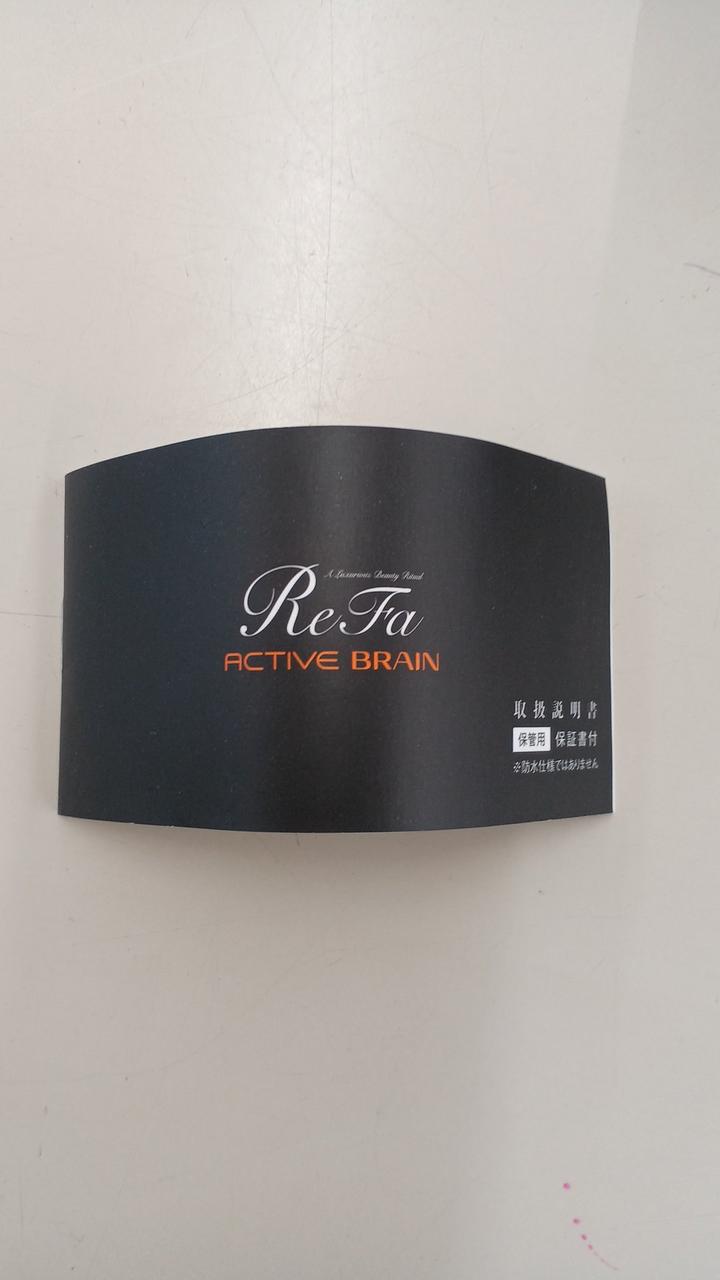 A Luxurious Beauty Ritual
ReFa
ACTIVE BRAIN
取扱説明書
保管用 保証書付
※防水仕様ではありません